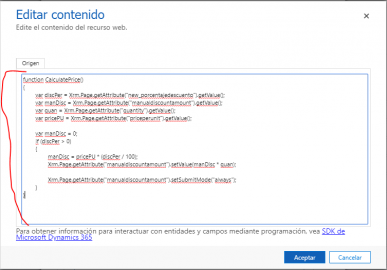 Editar contenido
Edite el contenido del recurso web.
Origen
function CalculatePrice()
{
var discPer = Xrm.Page.getAttribute("new_porcentajedescuento").getValue();
var manDisc = Xrm.Page.getAttribute("manualdiscountamount").getValue();
var quan = Xrm.Page.getAttribute("quantity").getValue();
var pricePU = Xrm.Page.getAttribute("priceperunit").getValue();
var manDisc = 0;
if (discPer > 0)
{
manDisc = pricePU * (discPer / 100);
Xrm.Page.getAttribute("manualdiscountamount").setValue(manDisc * quan);
Xrm.Page.getAttribute("manualdiscountamount").setSubmitMode("always");
}
}
Para obtener información para interactuar con entidades y campos mediante programación, vea SDK de
Microsoft Dynamics 365
Aceptar
Cancelar